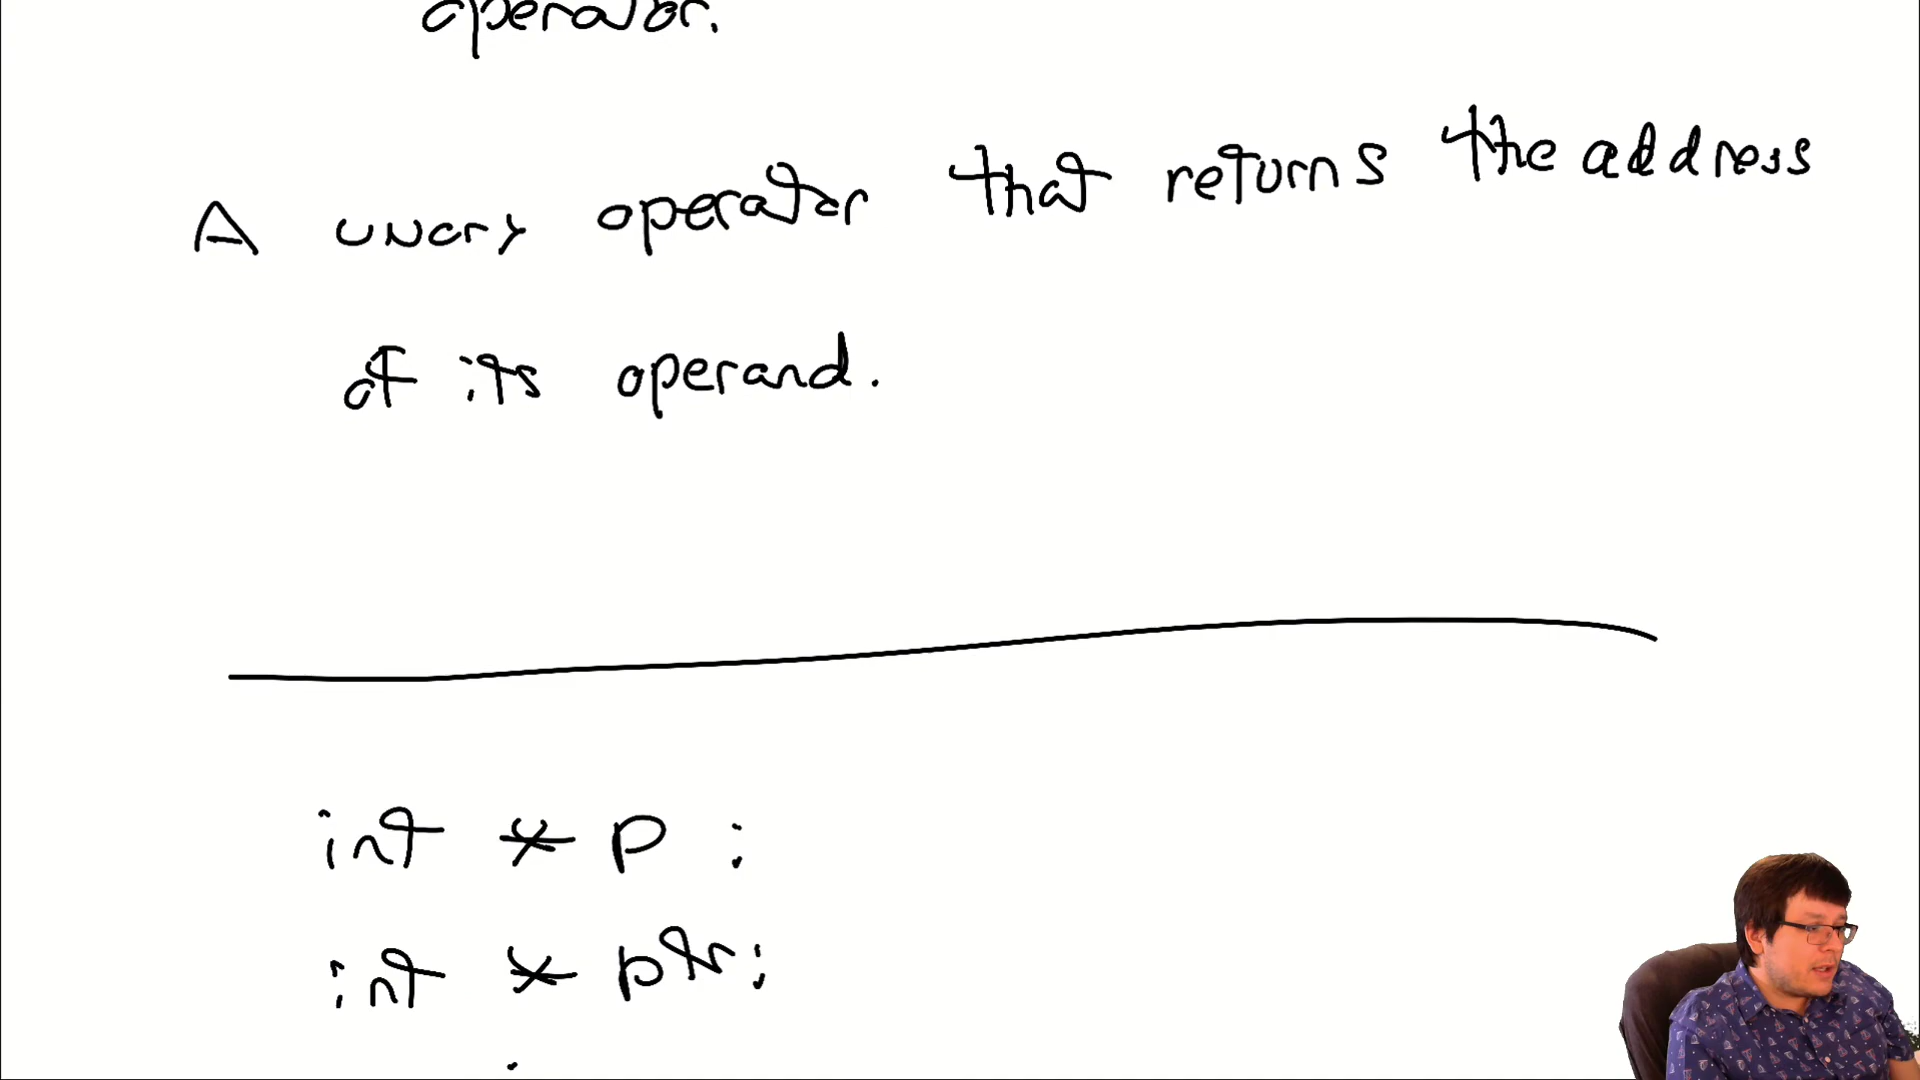 operator.
A unary operator that returns the address
of its operand.
int * p ;
int * ptr;